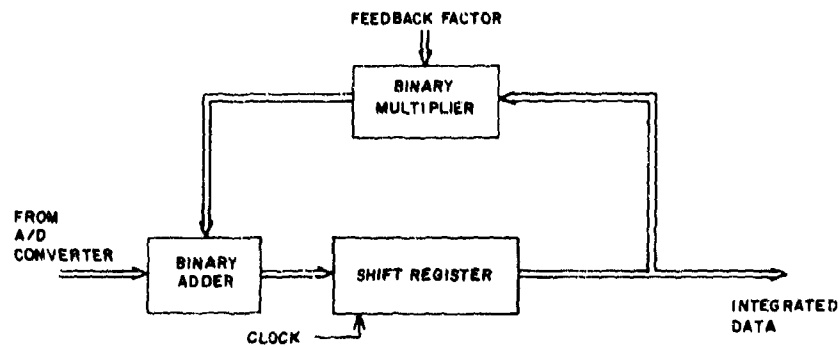 FEEDBACK FACTOR
BINARY
MULTIPLIER
FROM
A/D
CONVERTER
BINARY
ADDER
SHIFT REGISTER
CLOCK
INTEGRATED
DATA